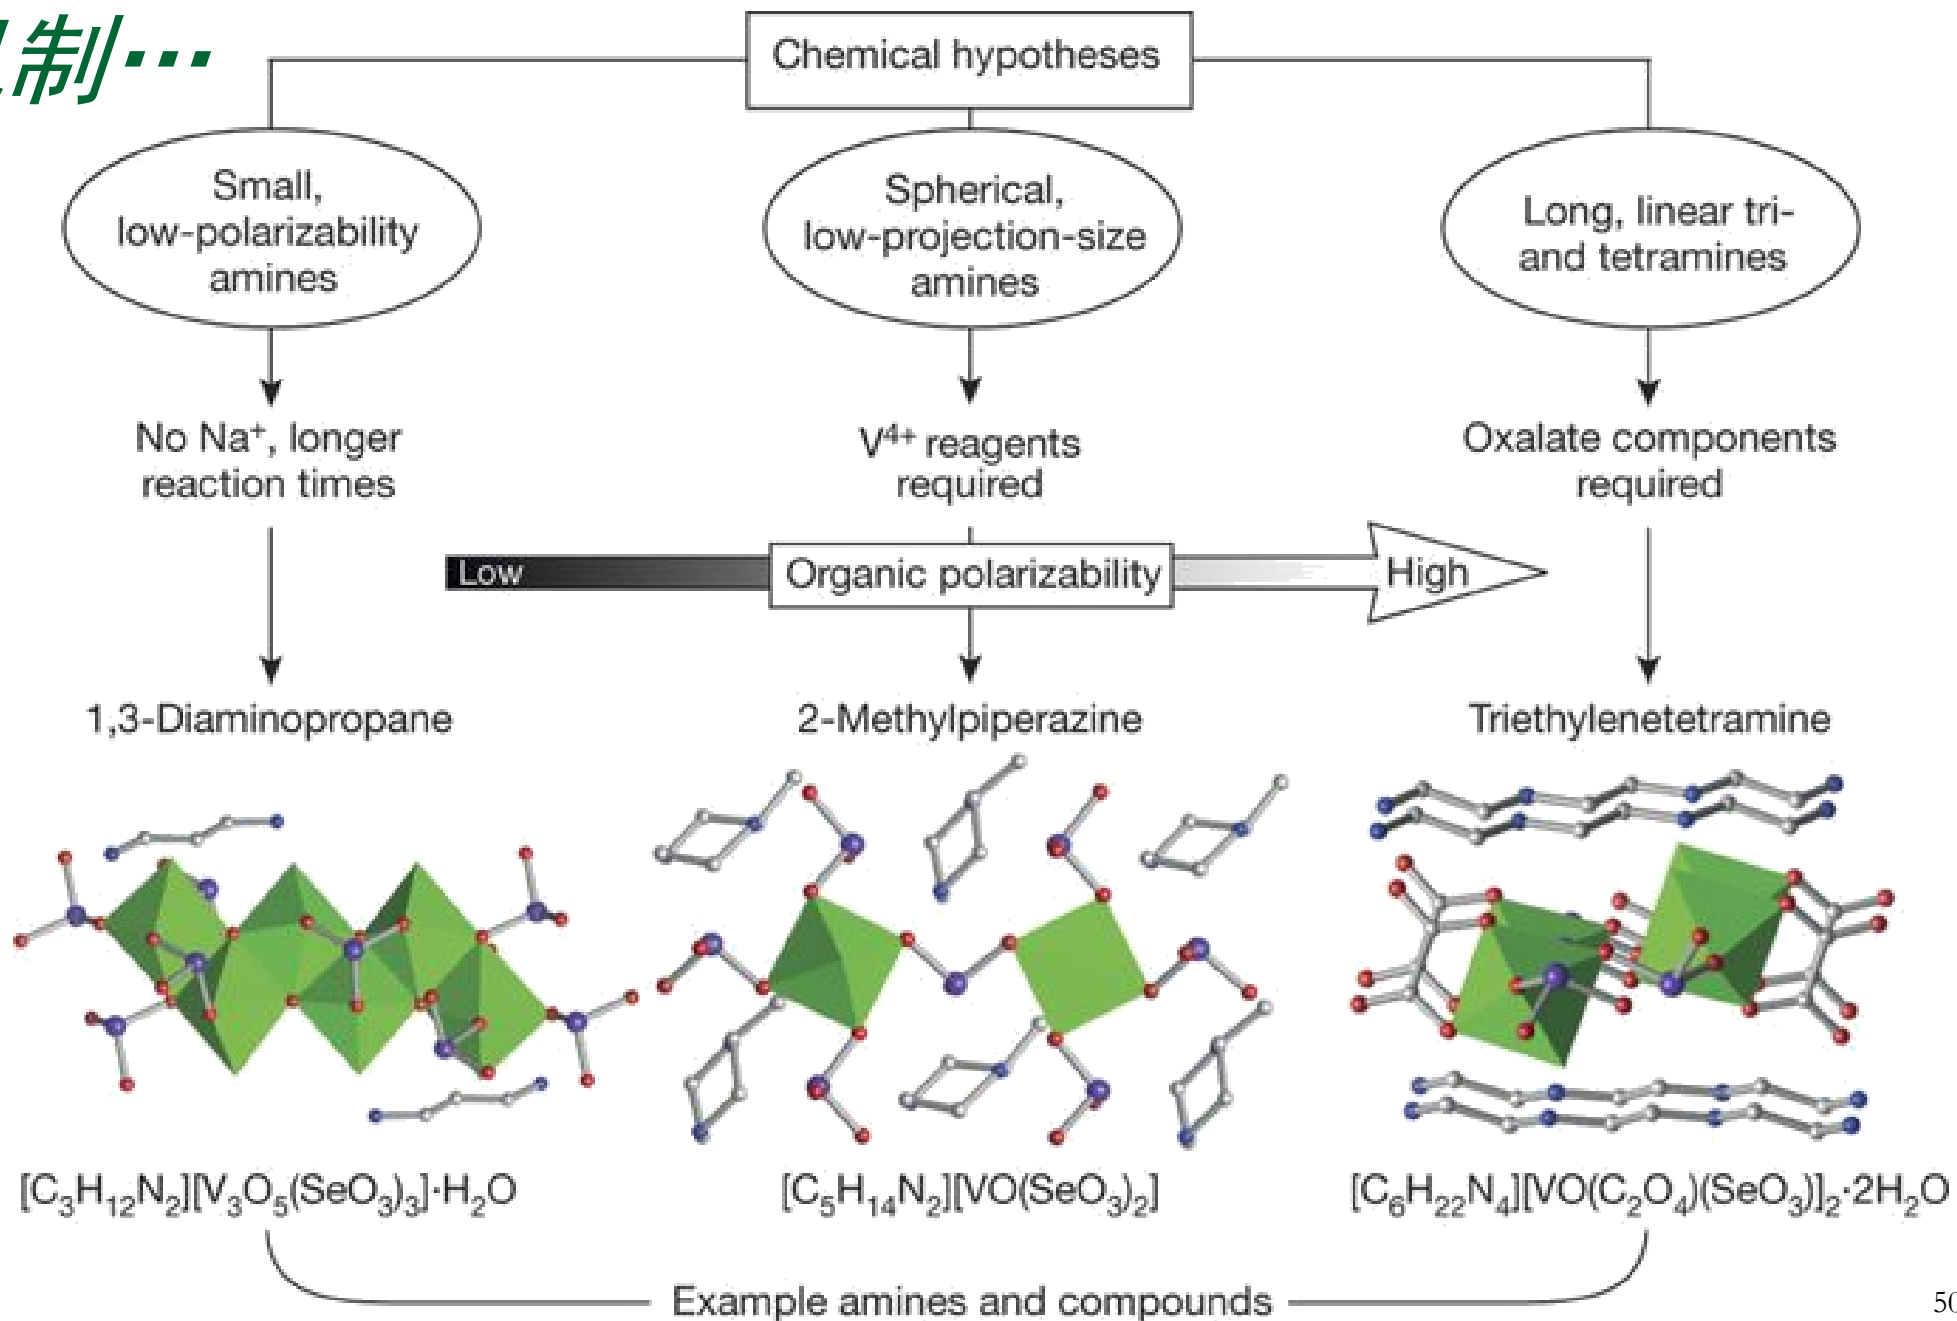 制…
Chemical hypotheses
Small,
low-polarizability
amines
Spherical,
low-projection-size
amines
Long, linear tri-
and tetramines
No Na⁺, longer
reaction times
V⁴⁺ reagents
required
Oxalate components
required
Low
Organic polarizability
High
1,3-Diaminopropane
2-Methylpiperazine
Triethylenetetramine
[C₃H₁₂N₂][V₃O₅(SeO₃)₃]·H₂O
[C₅H₁₄N₂][VO(SeO₃)₂]
[C₆H₂₂N₄][VO(C₂O₄)(SeO₃)]₂·2H₂O
Example amines and compounds